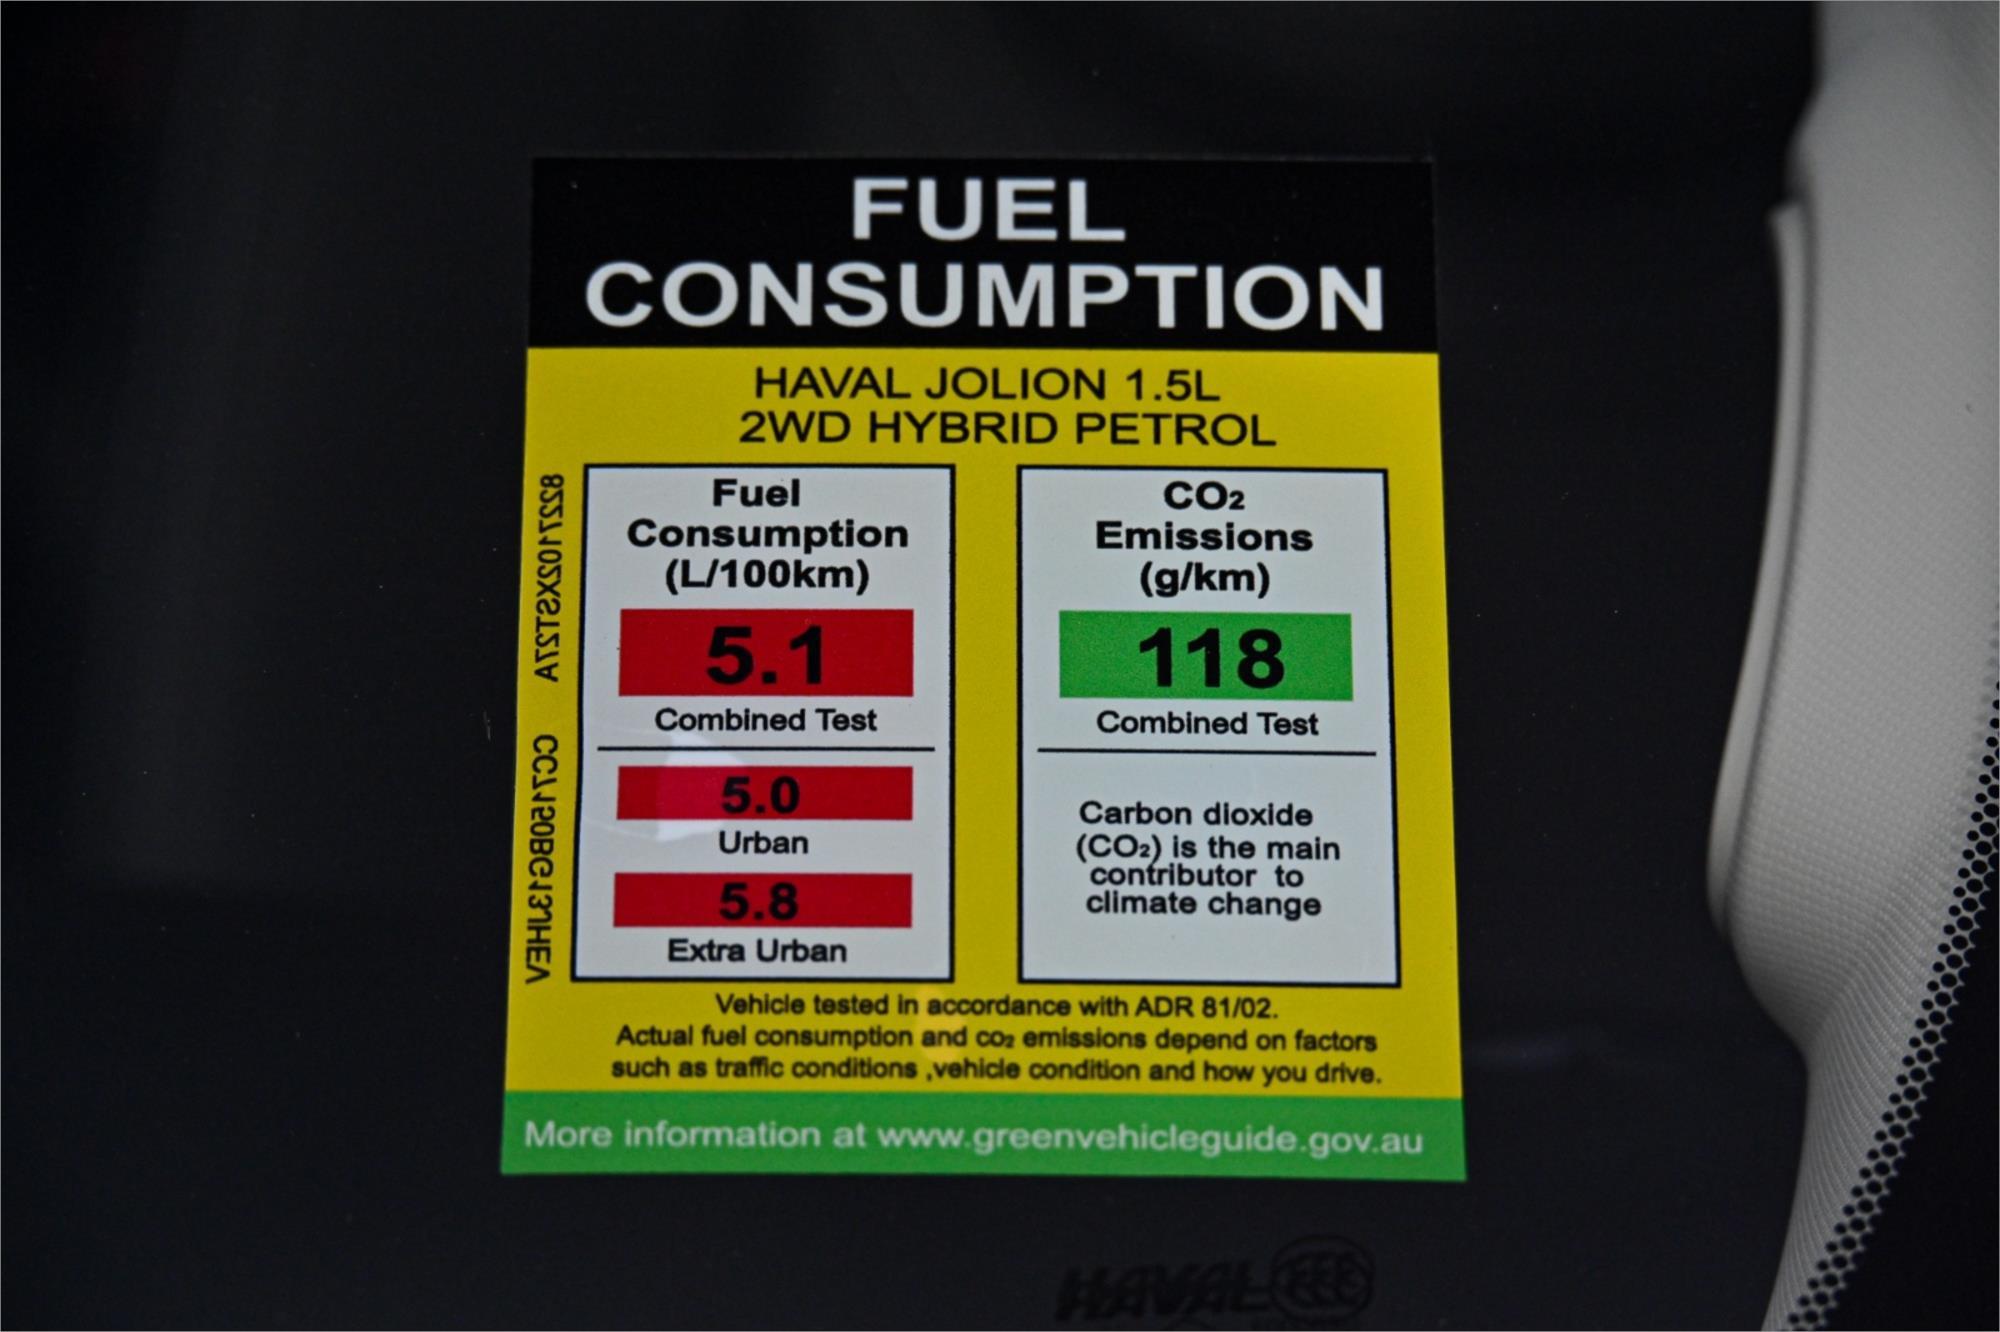 FUEL
CONSUMPTION
HAVAL JOLION 1.5L
2WD HYBRID PETROL
Fuel
Consumption
(L/100km)
5.1
Combined Test
5.0
Urban
5.8
Extra Urban
CO₂
Emissions
(g/km)
118
Combined Test
Carbon dioxide
(CO₂) is the main
contributor to
climate change
8227102XST27A
CC7150BG13JHEV
Vehicle tested in accordance with ADR 81/02.
Actual fuel consumption and co₂ emissions depend on factors
such as traffic conditions ,vehicle condition and how you drive.
More information at www.greenvehicleguide.gov.au
HAVAL